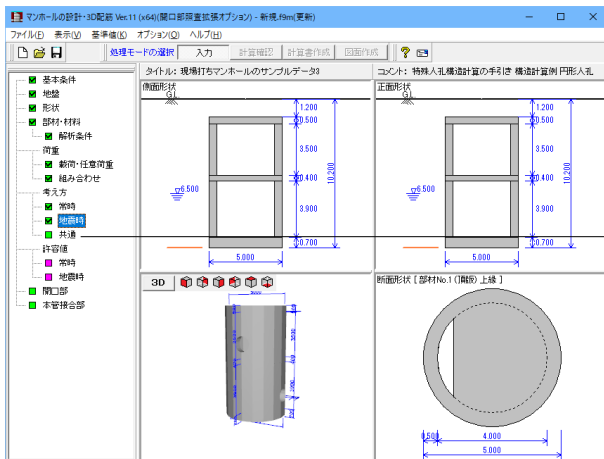 マンホールの設計・3D配筋 Ver.11 (x64)(開口部照査拡張オプション) - 新規.f9m(更新)
ファイル(F) 表示(V) 基準値(K) オプション(O) ヘルプ(H)
処理モードの選択 入力 計算確認 計算書作成 図面作成
基本条件
地盤
形状
部材・材料
解析条件
荷重
載荷・任意荷重
組み合わせ
考え方
常時
地震時
共通
許容値
常時
地震時
開口部
本管接合部
タイトル: 現場打ちマンホールのサンプルデータ3
側面形状
G.L.
1.200
0.500
3.500
10.200
6.500
0.400
3.900
0.700
5.000
コメント: 特殊人孔構造計算の手引き 構造計算例 円形人孔
正面形状
G.L.
1.200
0.500
3.500
10.200
6.500
0.400
3.900
0.700
5.000
3D
断面形状 [ 部材No.1 (頂版) 上縁 ]
0.500
4.000
5.000